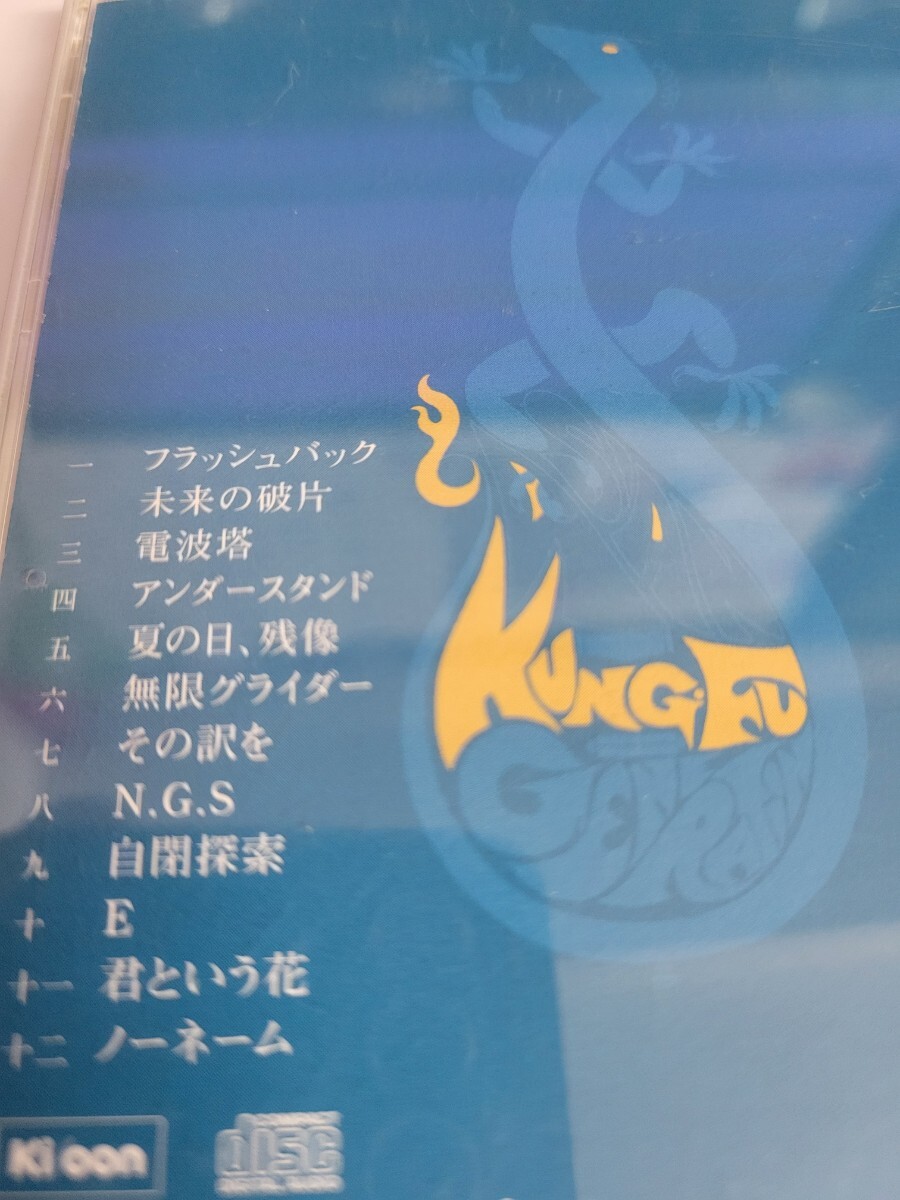 一 フラッシュバック
二 未来の破片
三 電波塔
四 アンダースタンド
五 夏の日、残像
六 無限グライダー
七 その訳を
八 N.G.S
九 自閉探索
十 E
十一 君という花
十二 ノーネーム
KUNG-FU
GENERATION
Ki/oon
COMPACT
disc
DIGITAL AUDIO